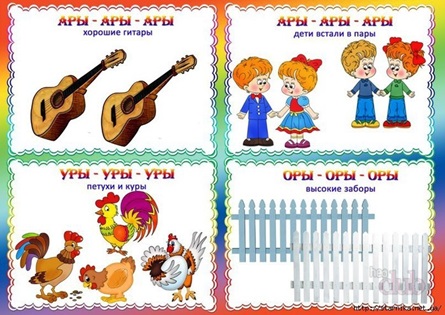 АРЫ - АРЫ - АРЫ
хорошие гитары
АРЫ - АРЫ - АРЫ
дети встали в пары
УРЫ - УРЫ - УРЫ
петухи и куры
ОРЫ - ОРЫ - ОРЫ
высокие заборы